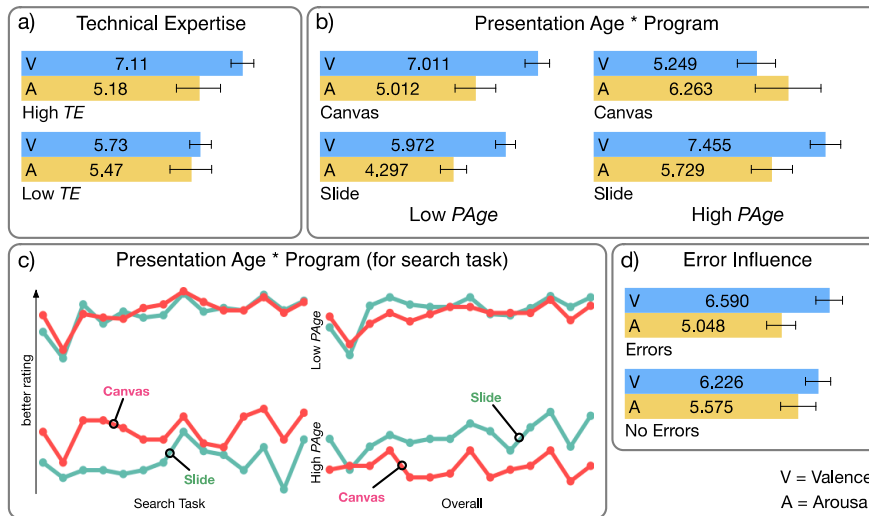 a) Technical Expertise
V 7.11
A 5.18
High TE
V 5.73
A 5.47
Low TE
b) Presentation Age * Program
V 7.011
A 5.012
Canvas
V 5.972
A 4.297
Slide
Low PAge
V 5.249
A 6.263
Canvas
V 7.455
A 5.729
Slide
High PAge
c) Presentation Age * Program (for search task)
better rating
Low PAge
Canvas
Slide
High PAge
Slide
Canvas
Search Task
Overall
d) Error Influence
V 6.590
A 5.048
Errors
V 6.226
A 5.575
No Errors
V = Valence
A = Arousa